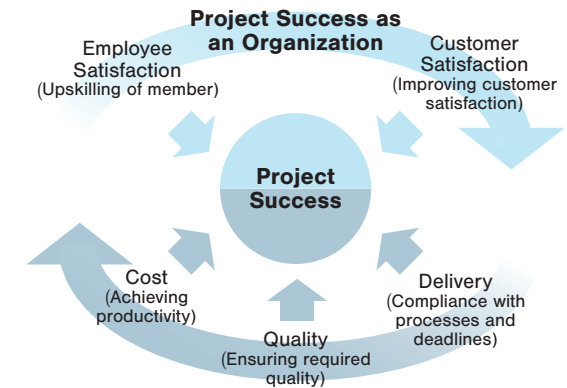 Project Success as
an Organization
Employee
Satisfaction
(Upskilling of member)
Customer
Satisfaction
(Improving customer
satisfaction)
Project
Success
Cost
(Achieving
productivity)
Quality
(Ensuring required
quality)
Delivery
(Compliance with
processes and
deadlines)